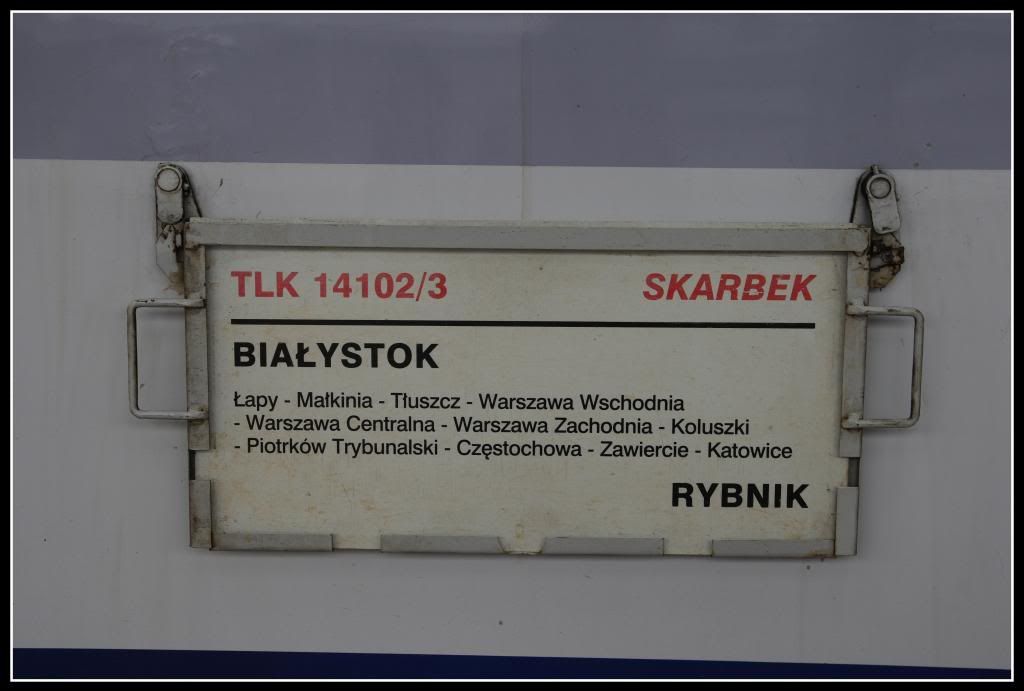 TLK 14102/3 SKARBEK
BIAŁYSTOK
Łapy - Małkinia - Tłuszcz - Warszawa Wschodnia
- Warszawa Centralna - Warszawa Zachodnia - Koluszki
- Piotrków Trybunalski - Częstochowa - Zawiercie - Katowice
RYBNIK